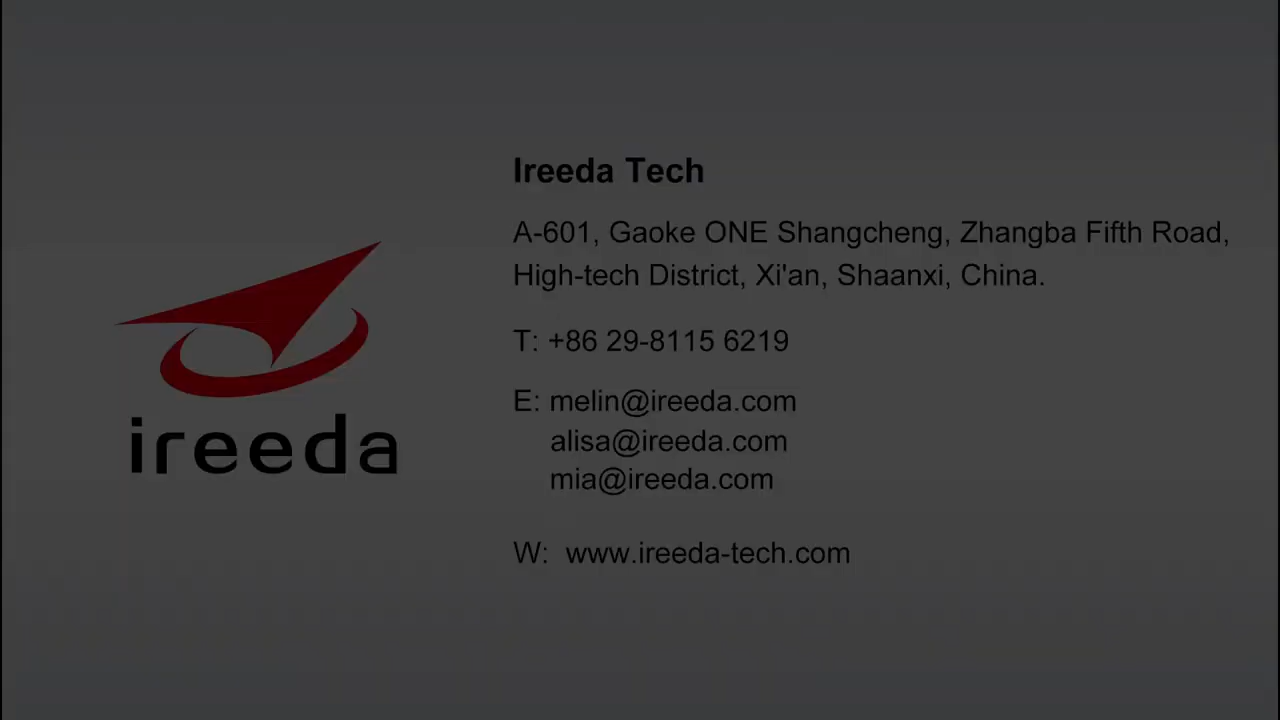 Ireeda Tech
A-601, Gaoke ONE Shangcheng, Zhangba Fifth Road,
High-tech District, Xi'an, Shaanxi, China.
T: +86 29-8115 6219
E: melin@ireeda.com
alisa@ireeda.com
mia@ireeda.com
W: www.ireeda-tech.com
ireeda